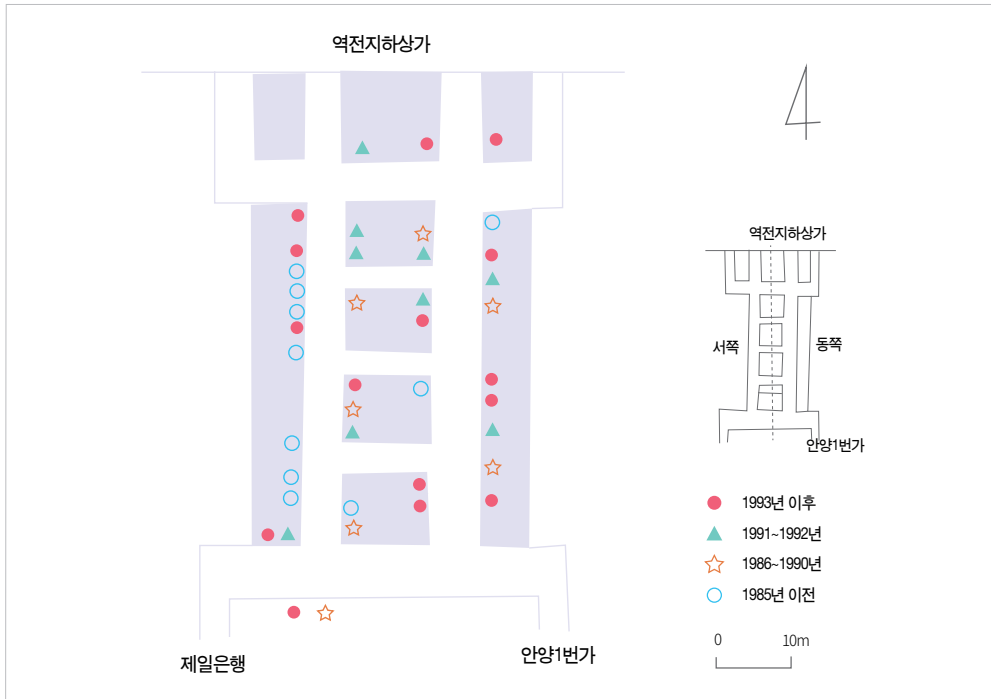 역전지하상가
역전지하상가
서쪽
동쪽
안양1번가
1993년 이후
1991~1992년
1986~1990년
1985년 이전
0 10m
제일은행
안양1번가